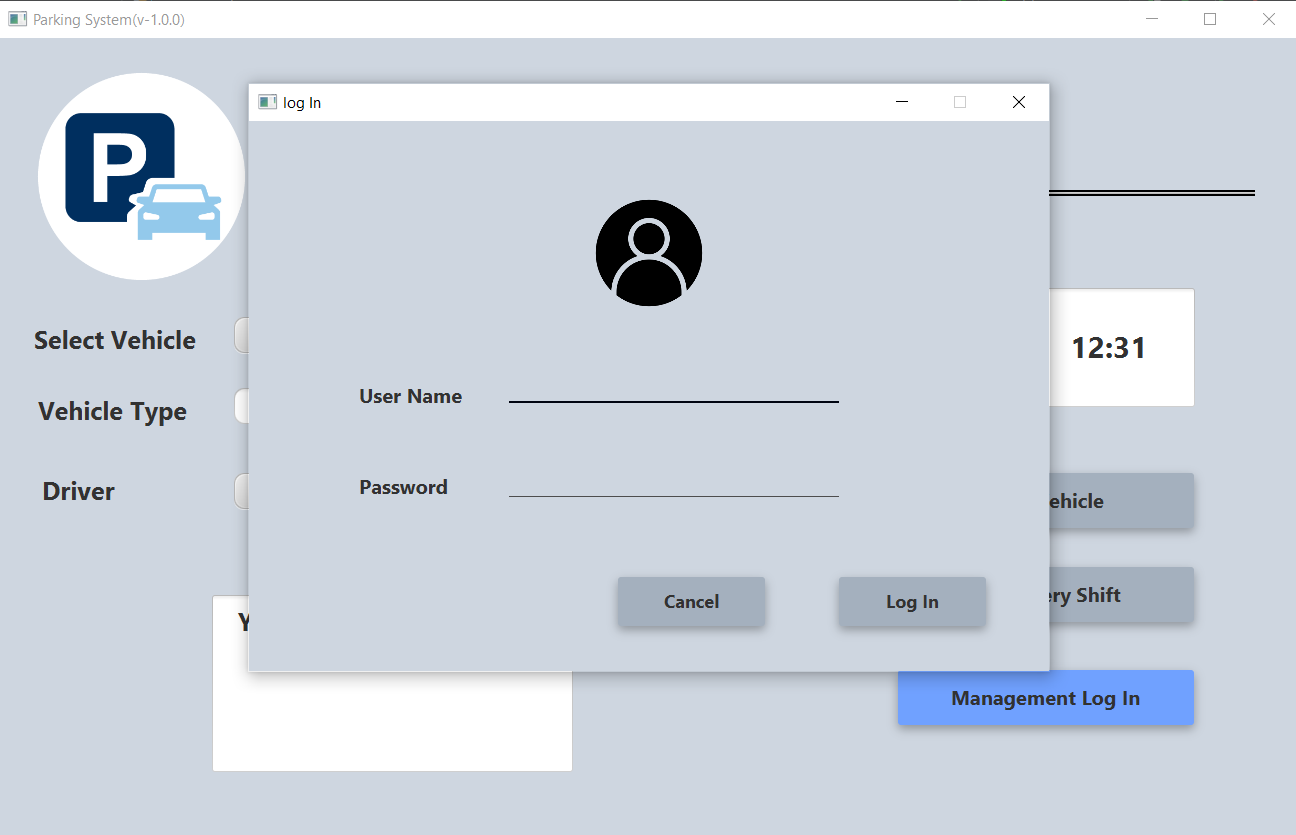 Parking System(v-1.0.0)
log In
P
Select Vehicle
Vehicle Type
Driver
User Name
Password
Cancel
Log In
12:31
ehicle
ery Shift
Management Log In
Y